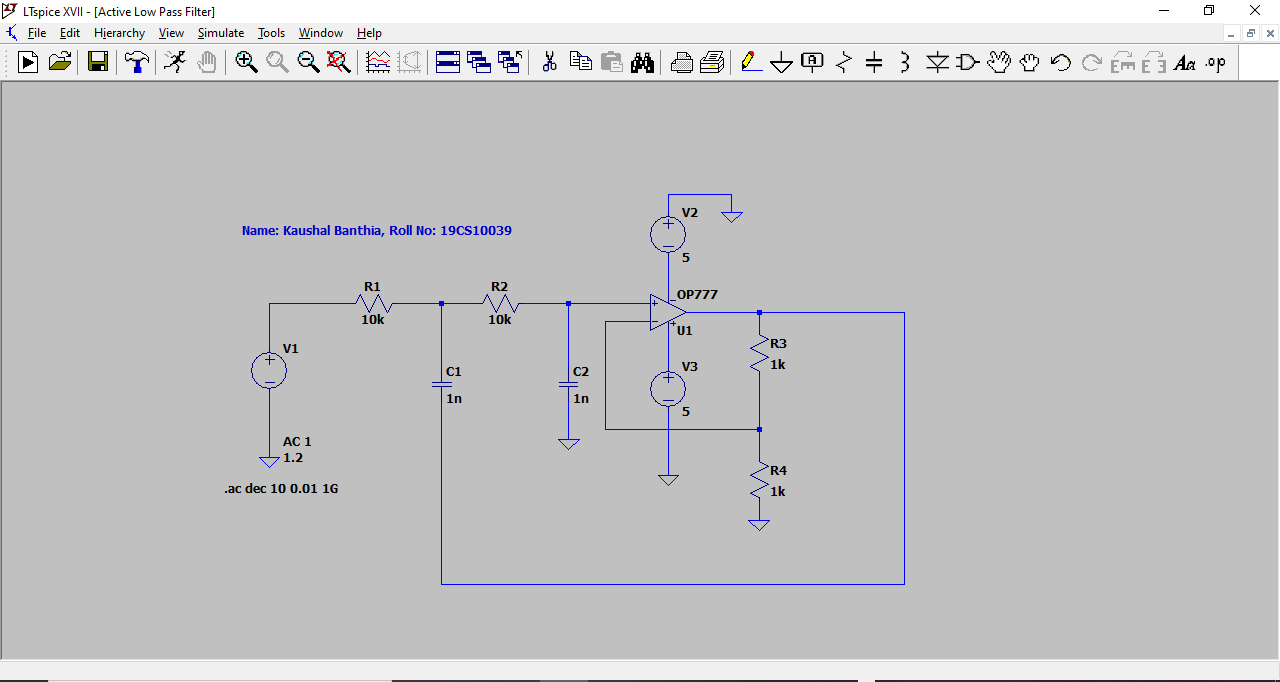 LTspice XVII - [Active Low Pass Filter]
File Edit Hierarchy View Simulate Tools Window Help
Aa .op
V2
Name: Kaushal Banthia, Roll No: 19CS10039
5
R1 R2 OP777
10k 10k
U1
V1 R3
1k
C1 C2 V3
1n 1n
5
AC 1
1.2
R4
.ac dec 10 0.01 1G 1k